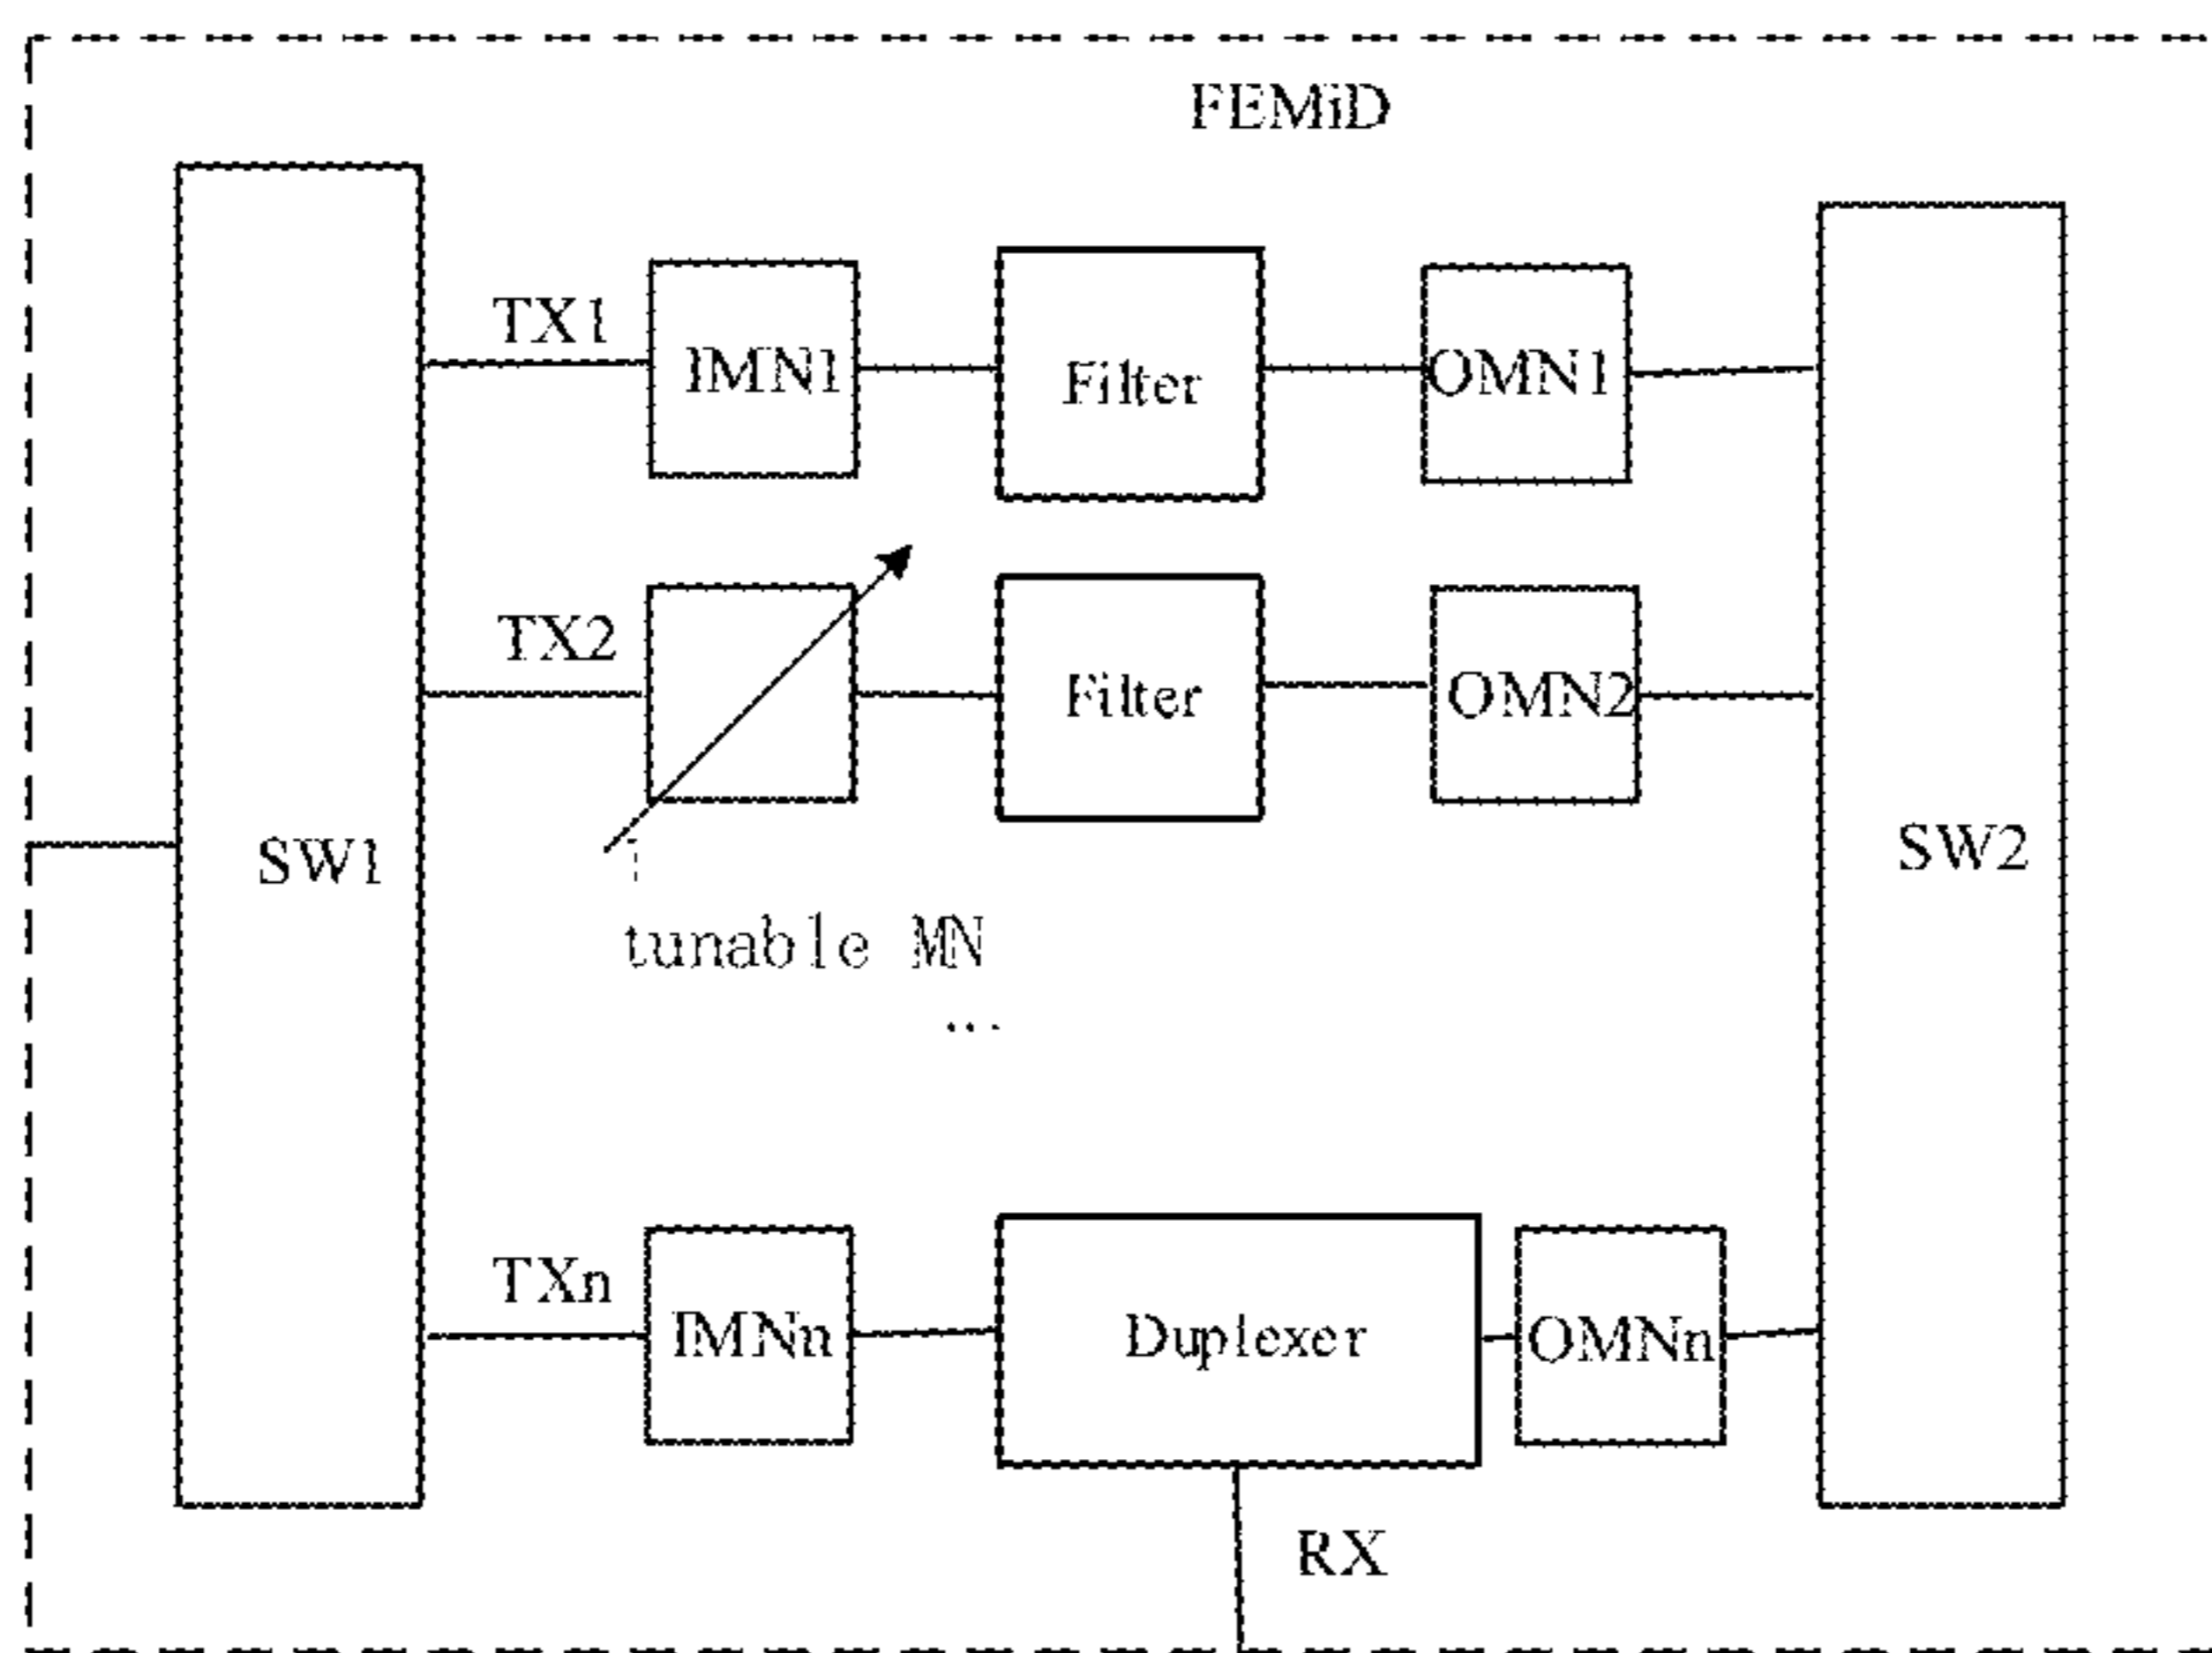 FEMiD
TX1
IMN1
Filter
OMN1
TX2
Filter
OMN2
SW1
SW2
tunable MN
...
TXn
IMNn
Duplexer
OMNn
RX